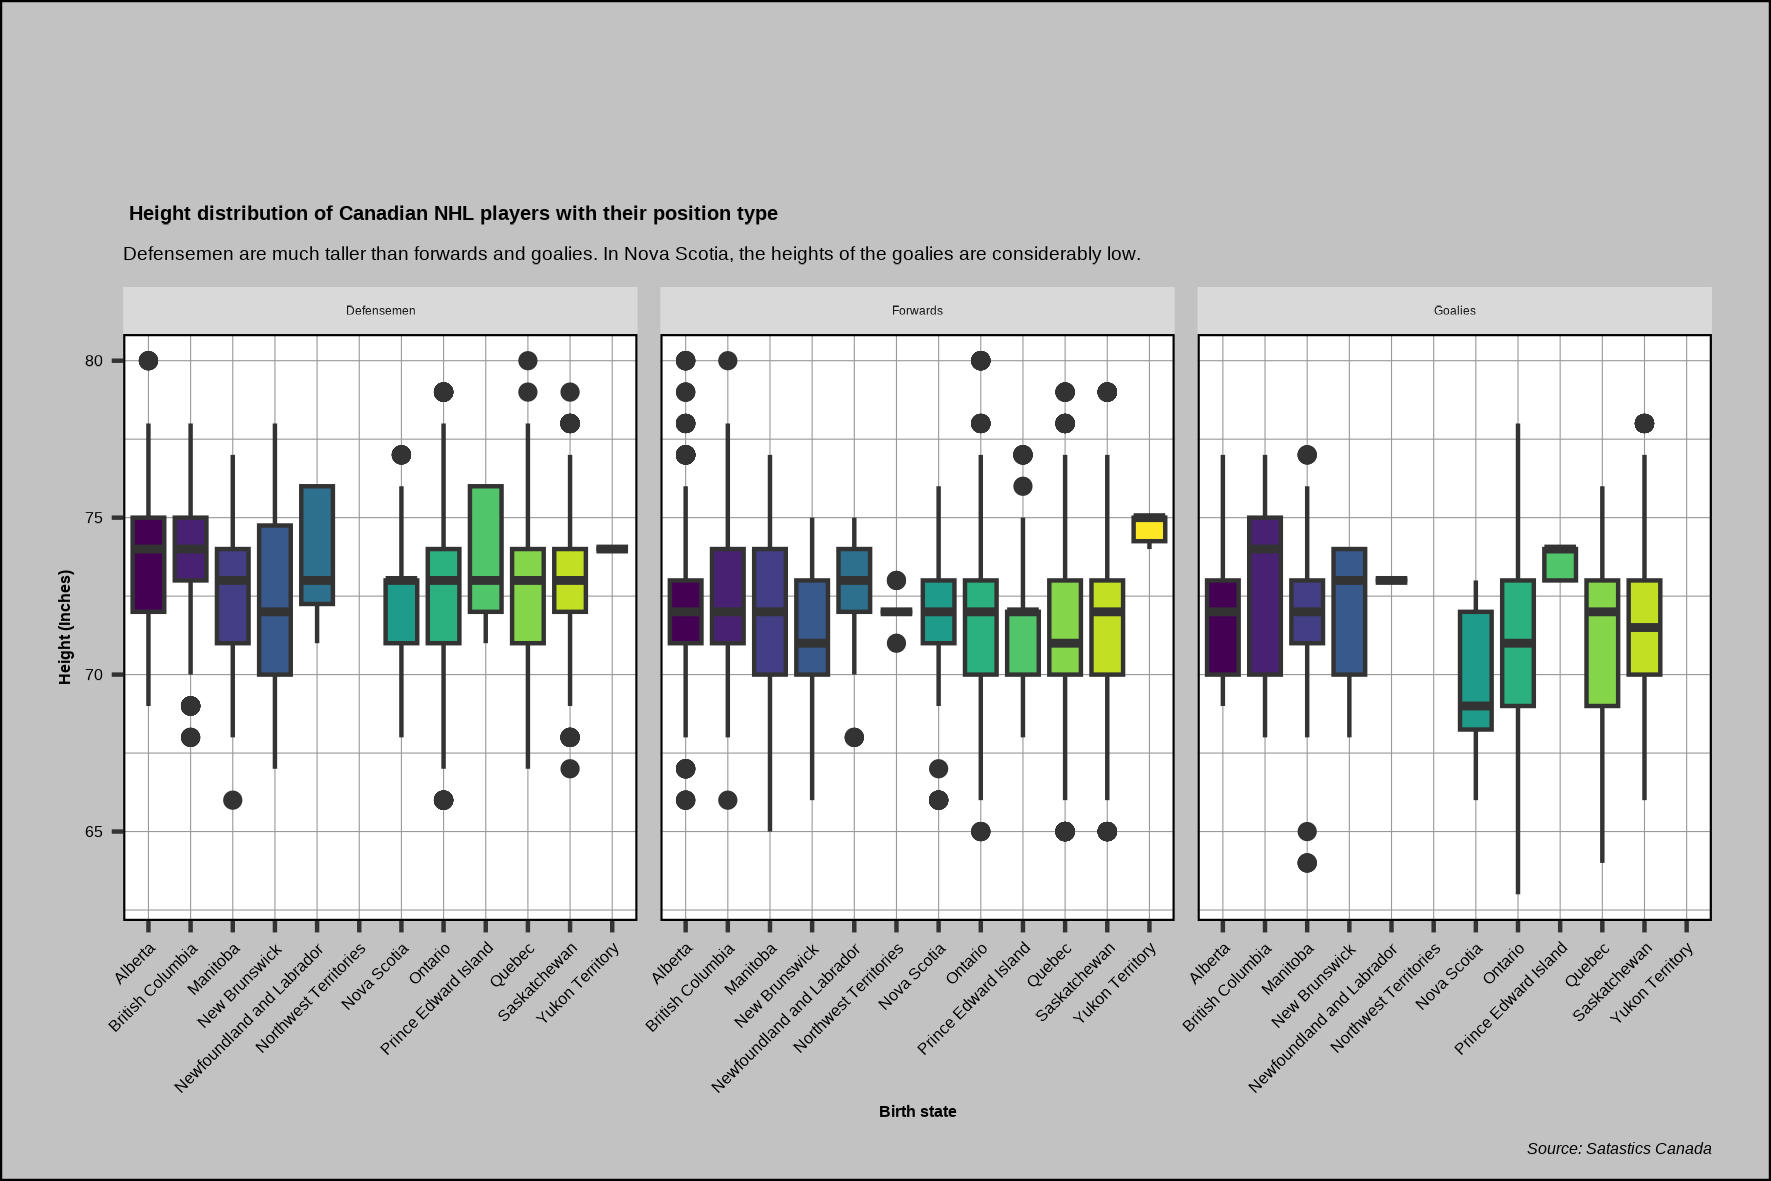 Height distribution of Canadian NHL players with their position type
Defensemen are much taller than forwards and goalies. In Nova Scotia, the heights of the goalies are considerably low.
Defensemen
Forwards
Goalies
80
75
70
65
Height (Inches)
Alberta
British Columbia
Manitoba
New Brunswick
Newfoundland and Labrador
Northwest Territories
Nova Scotia
Ontario
Prince Edward Island
Quebec
Saskatchewan
Yukon Territory
Alberta
British Columbia
Manitoba
New Brunswick
Newfoundland and Labrador
Northwest Territories
Nova Scotia
Ontario
Prince Edward Island
Quebec
Saskatchewan
Yukon Territory
Alberta
British Columbia
Manitoba
New Brunswick
Newfoundland and Labrador
Northwest Territories
Nova Scotia
Ontario
Prince Edward Island
Quebec
Saskatchewan
Yukon Territory
Birth state
Source: Satastics Canada